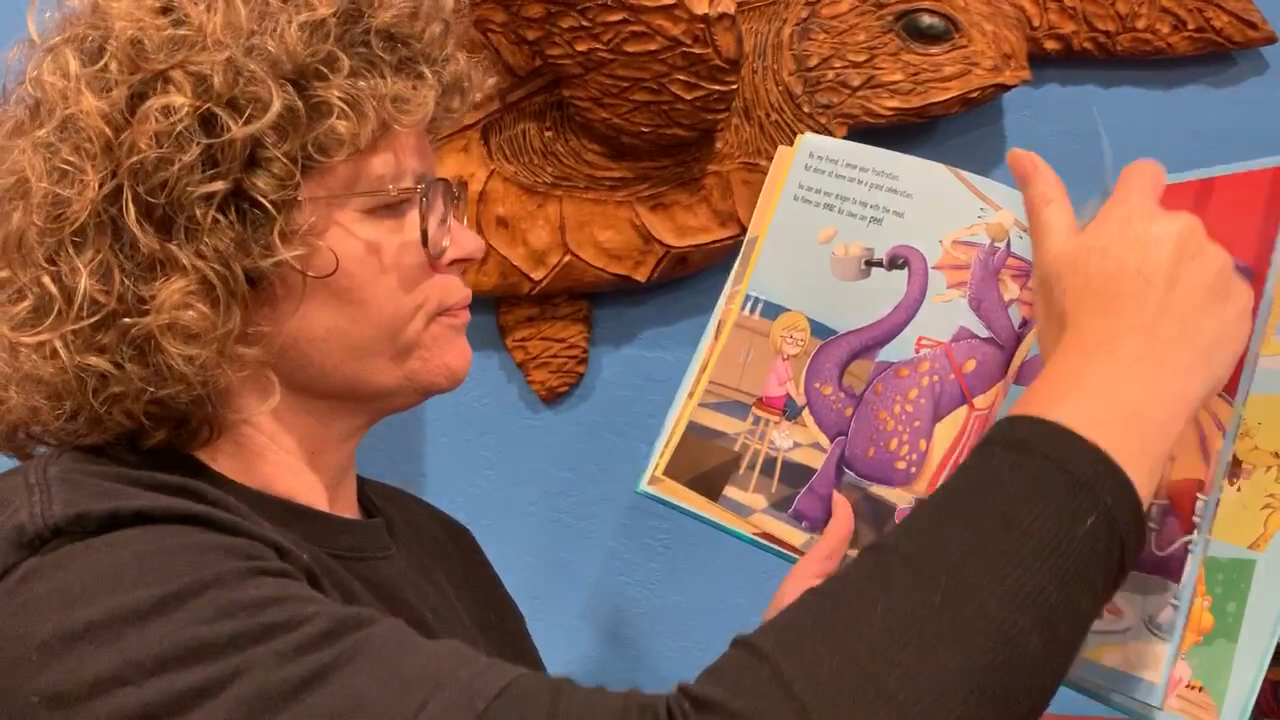 Ah, my friend. I sense your frustration.
But dinner at home can be a grand celebration.
You can ask your dragon to help with the meal.
His flame can sear. His claws can peel.